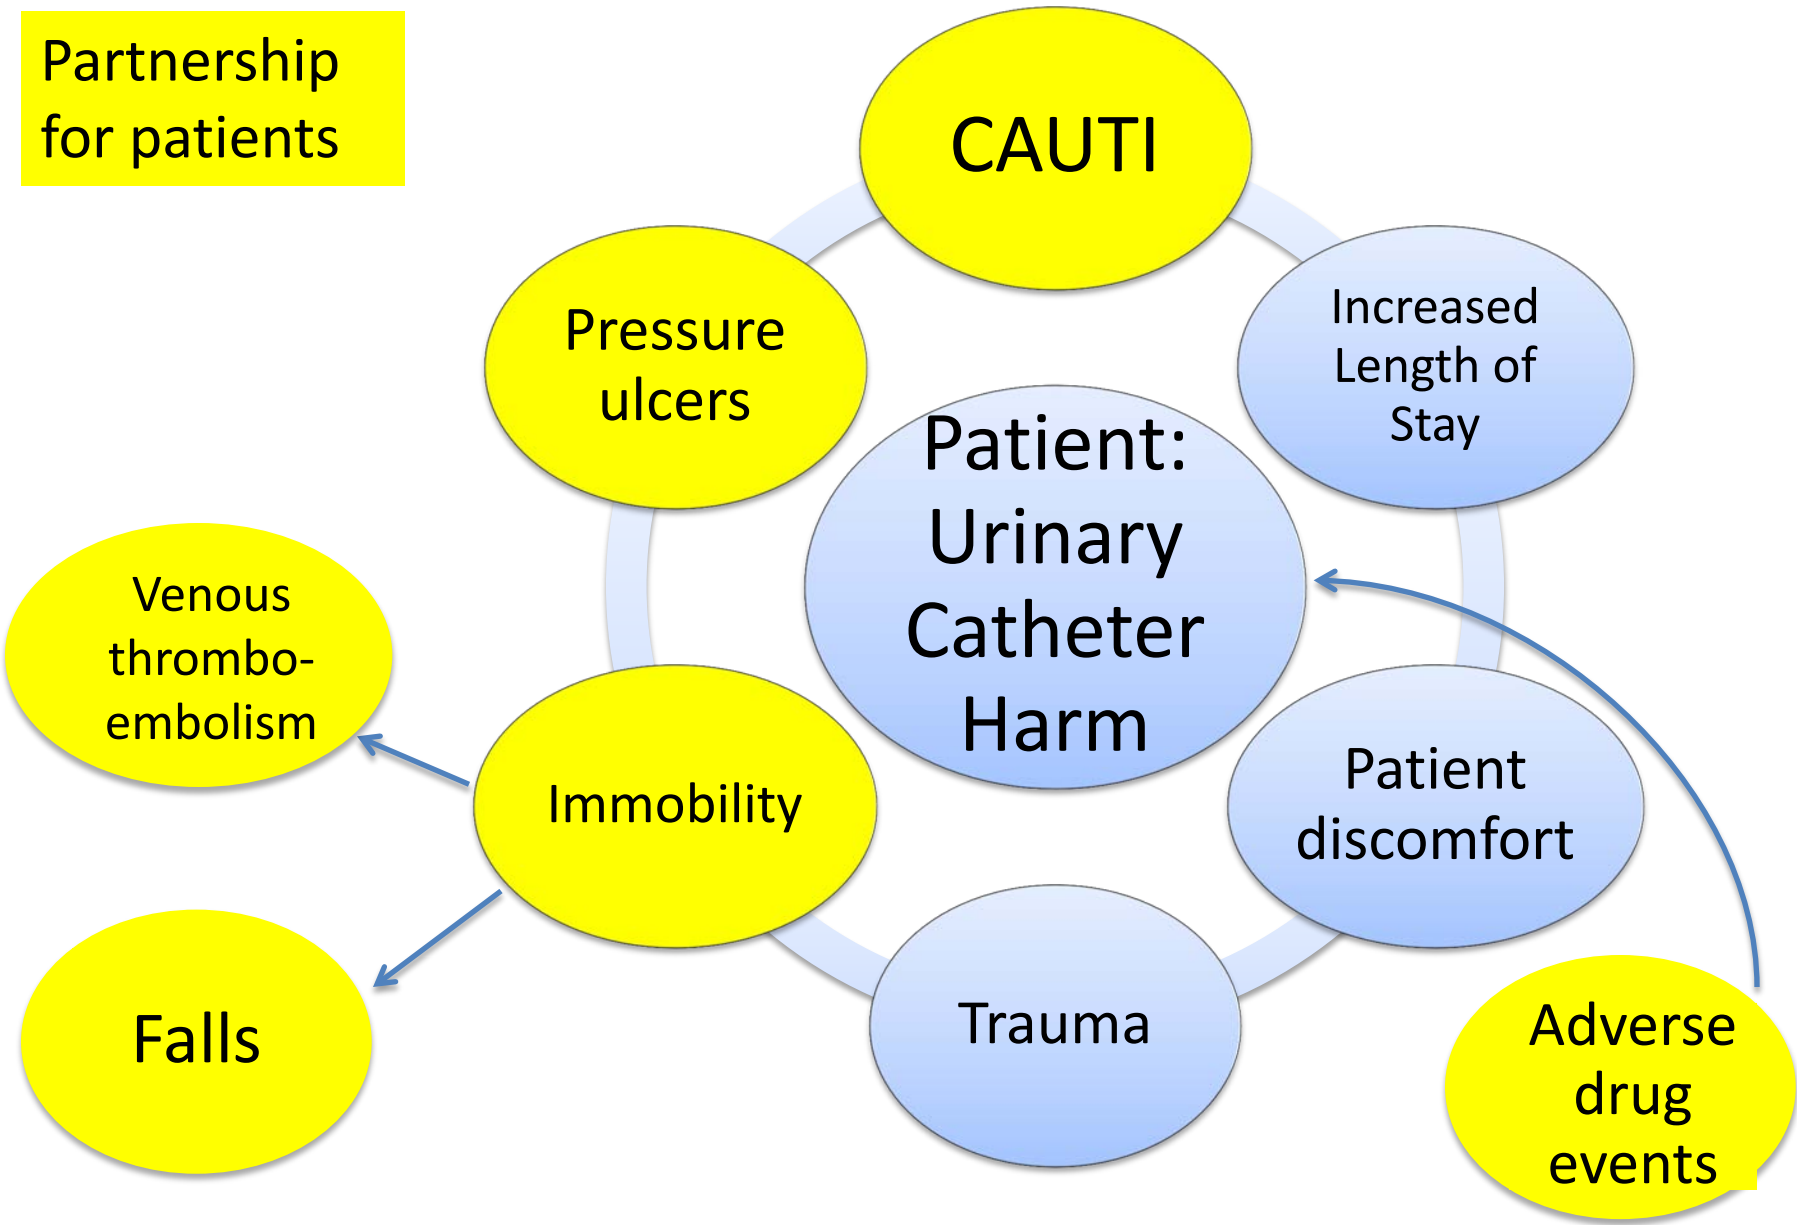 Partnership
for patients
CAUTI
Pressure
ulcers
Increased
Length of
Stay
Patient:
Urinary
Catheter
Harm
Venous
thrombo-
embolism
Immobility
Patient
discomfort
Falls
Trauma
Adverse
drug
events